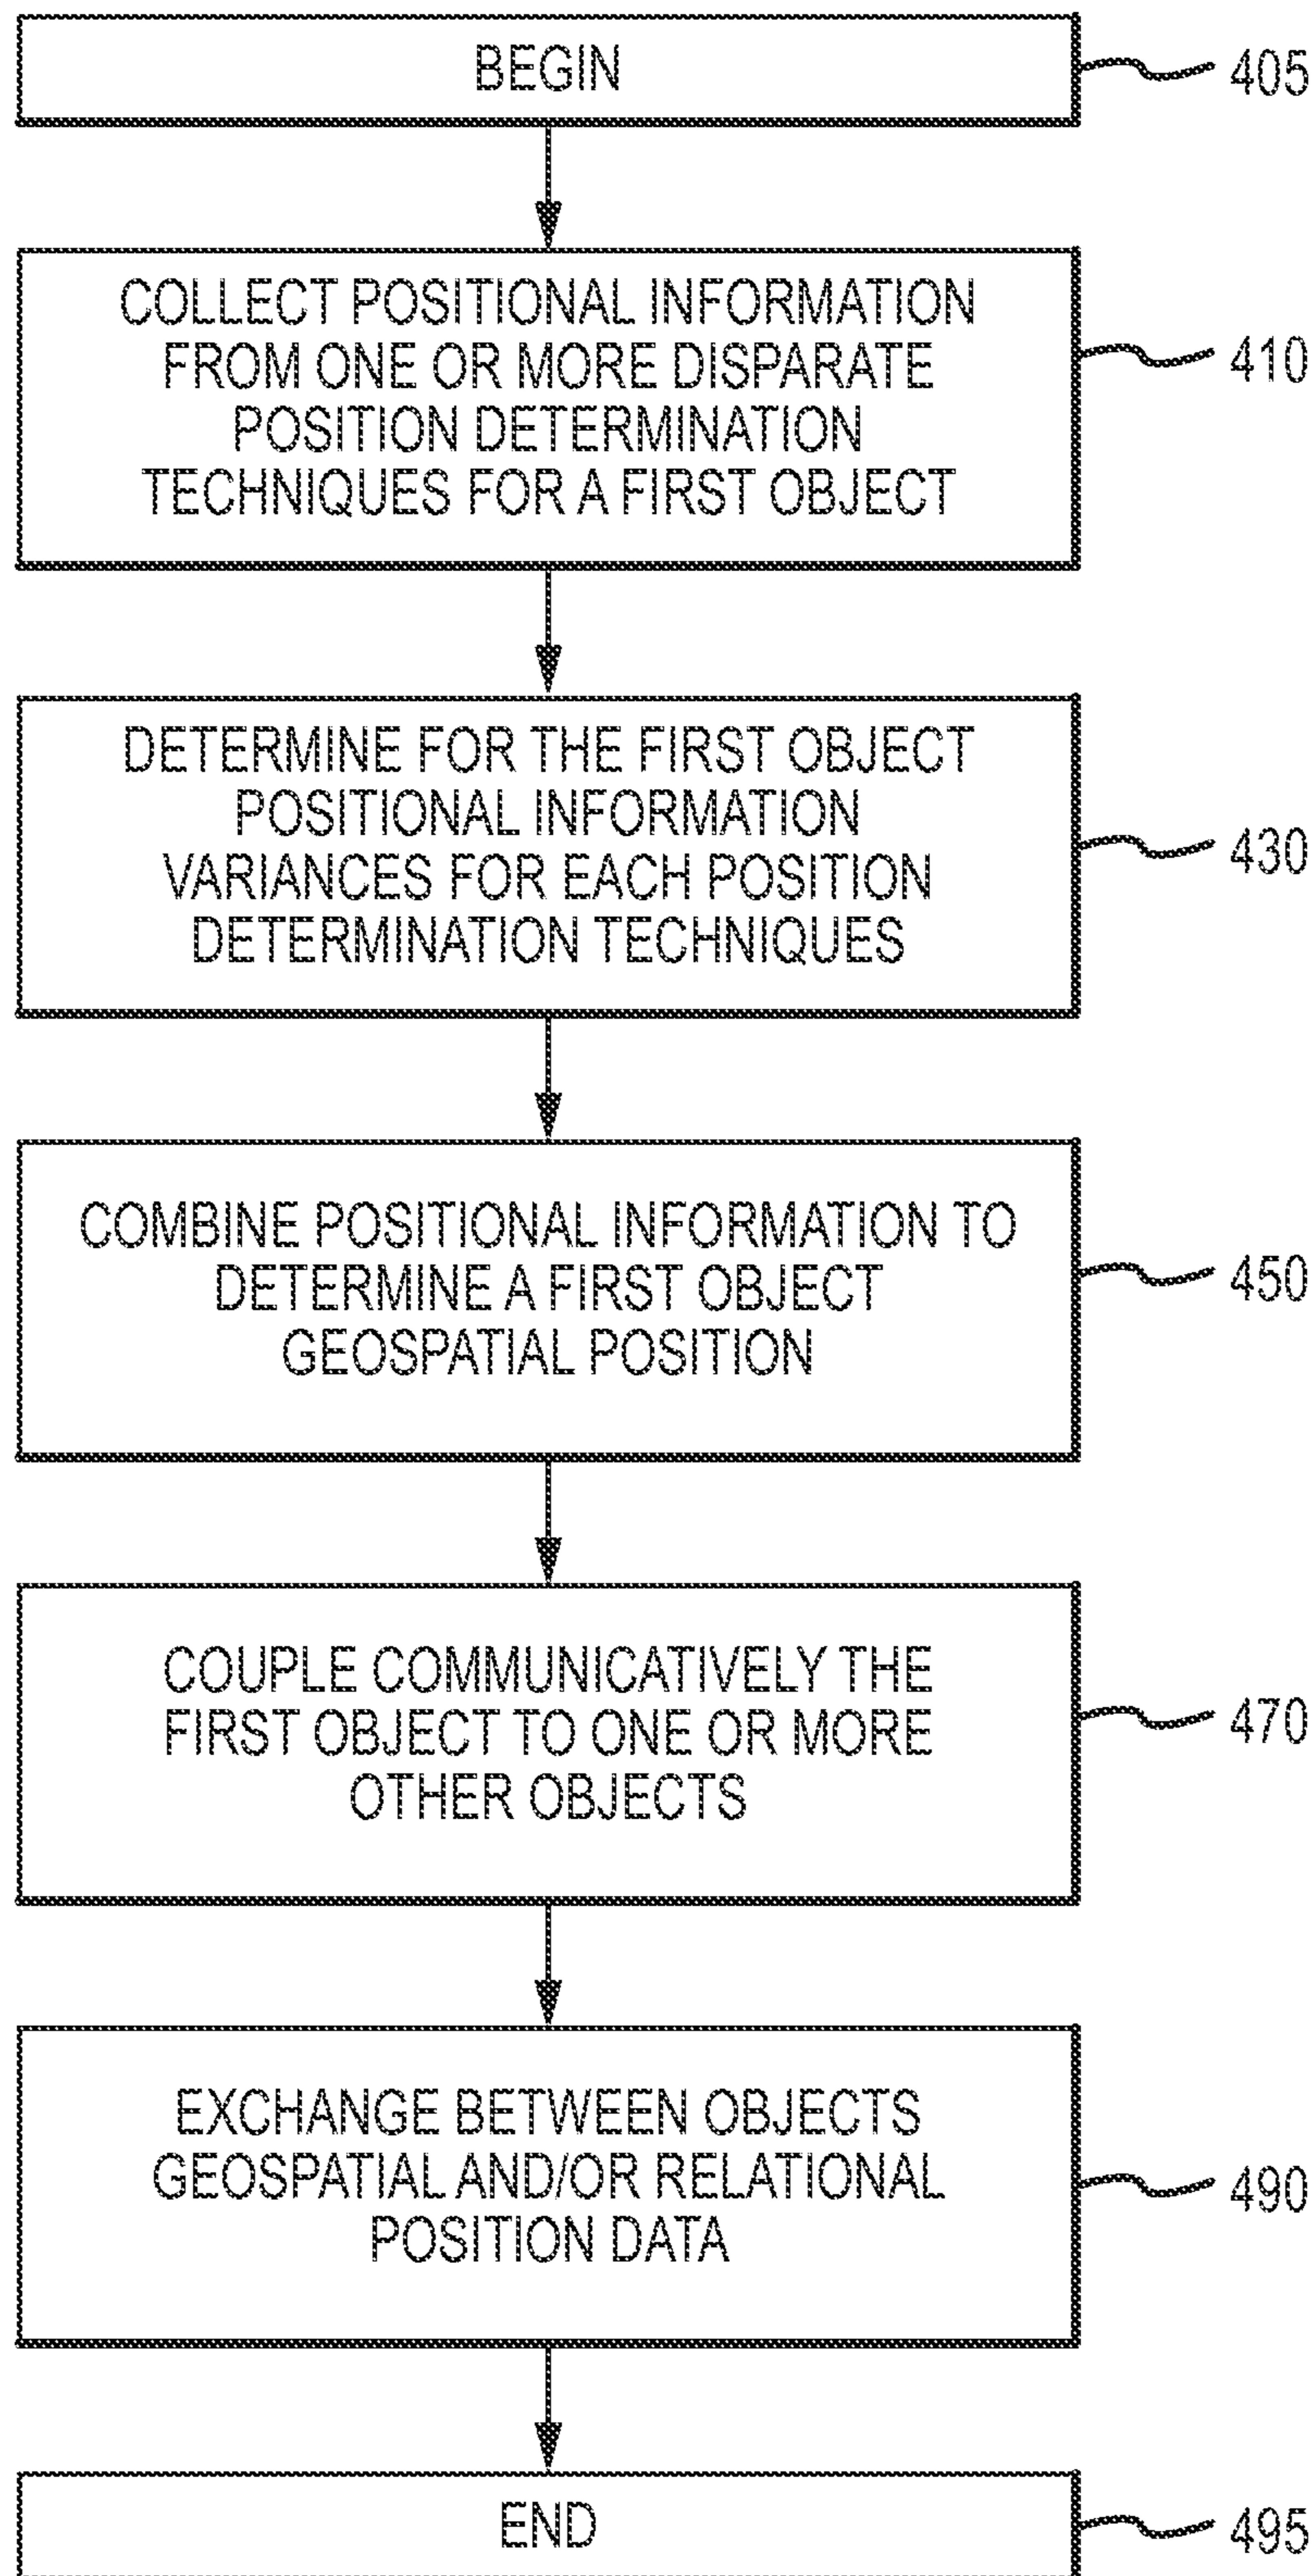 BEGIN
405
COLLECT POSITIONAL INFORMATION
FROM ONE OR MORE DISPARATE
POSITION DETERMINATION
TECHNIQUES FOR A FIRST OBJECT
410
DETERMINE FOR THE FIRST OBJECT
POSITIONAL INFORMATION
VARIANCES FOR EACH POSITION
DETERMINATION TECHNIQUES
430
COMBINE POSITIONAL INFORMATION TO
DETERMINE A FIRST OBJECT
GEOSPATIAL POSITION
450
COUPLE COMMUNICATIVELY THE
FIRST OBJECT TO ONE OR MORE
OTHER OBJECTS
470
EXCHANGE BETWEEN OBJECTS
GEOSPATIAL AND/OR RELATIONAL
POSITION DATA
490
END
495